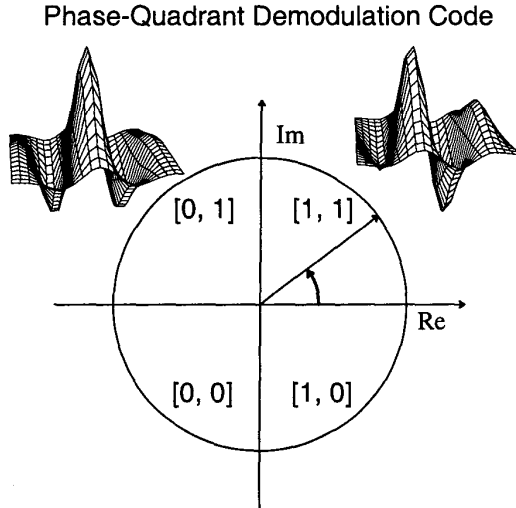 Phase-Quadrant Demodulation Code
Im
[0, 1] [1, 1]
Re
[0, 0] [1, 0]